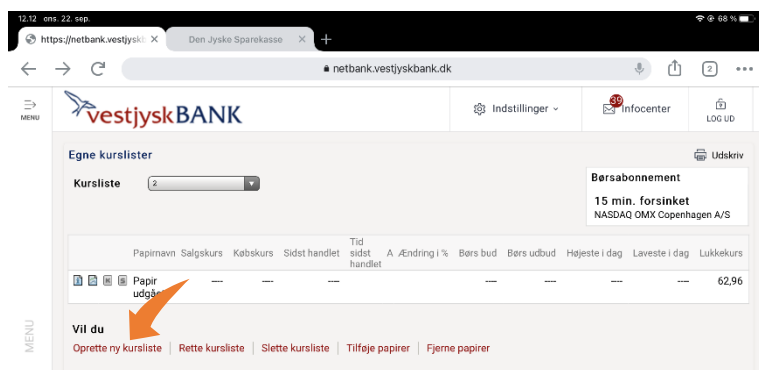 12.12 ons. 22. sep.
68 %
https://netbank.vestjysk
Den Jyske Sparekasse
netbank.vestjyskbank.dk
2
MENU
vestjyskBANK
Indstillinger
39
Infocenter
LOG UD
Egne kurslister
Udskriv
Kursliste
2
Børsabonnement
15 min. forsinket
NASDAQ OMX Copenhagen A/S
Papirnavn Salgskurs Købskurs Sidst handlet Tid sidst handlet A Ændring i % Børs bud Børs udbud Højeste i dag Laveste i dag Lukkekurs
Papir ---- ---- ---- ---- ---- ---- ---- 62,96
MENU
Vil du
Oprette ny kursliste | Rette kursliste | Slette kursliste | Tilføje papirer | Fjerne papirer